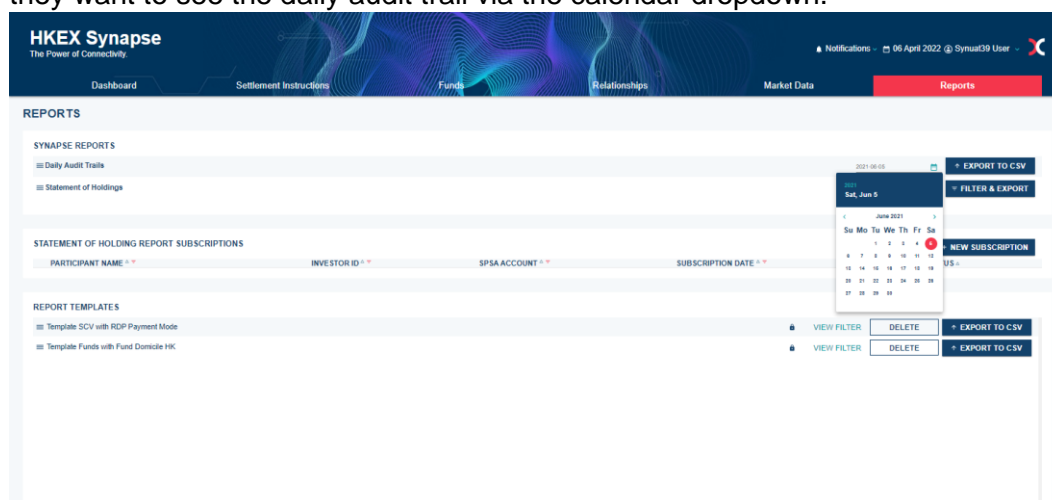 they want to see the daily audit trail via the calendar dropdown.
HKEX Synapse
The Power of Connectivity.
Notifications 06 April 2022 Synuat39 User
Dashboard Settlement Instructions Funds Relationships Market Data Reports
REPORTS
SYNAPSE REPORTS
Daily Audit Trails 2021-06-05 EXPORT TO CSV
Statement of Holdings FILTER & EXPORT
2021
Sat, Jun 5
June 2021
Su Mo Tu We Th Fr Sa
1 2 3 4 5
6 7 8 9 10 11 12
13 14 15 16 17 18 19
20 21 22 23 24 25 26
27 28 29 30
STATEMENT OF HOLDING REPORT SUBSCRIPTIONS NEW SUBSCRIPTION
PARTICIPANT NAME INVESTOR ID SPSA ACCOUNT SUBSCRIPTION DATE US
REPORT TEMPLATES
Template SCV with RDP Payment Mode VIEW FILTER DELETE EXPORT TO CSV
Template Funds with Fund Domicile HK VIEW FILTER DELETE EXPORT TO CSV